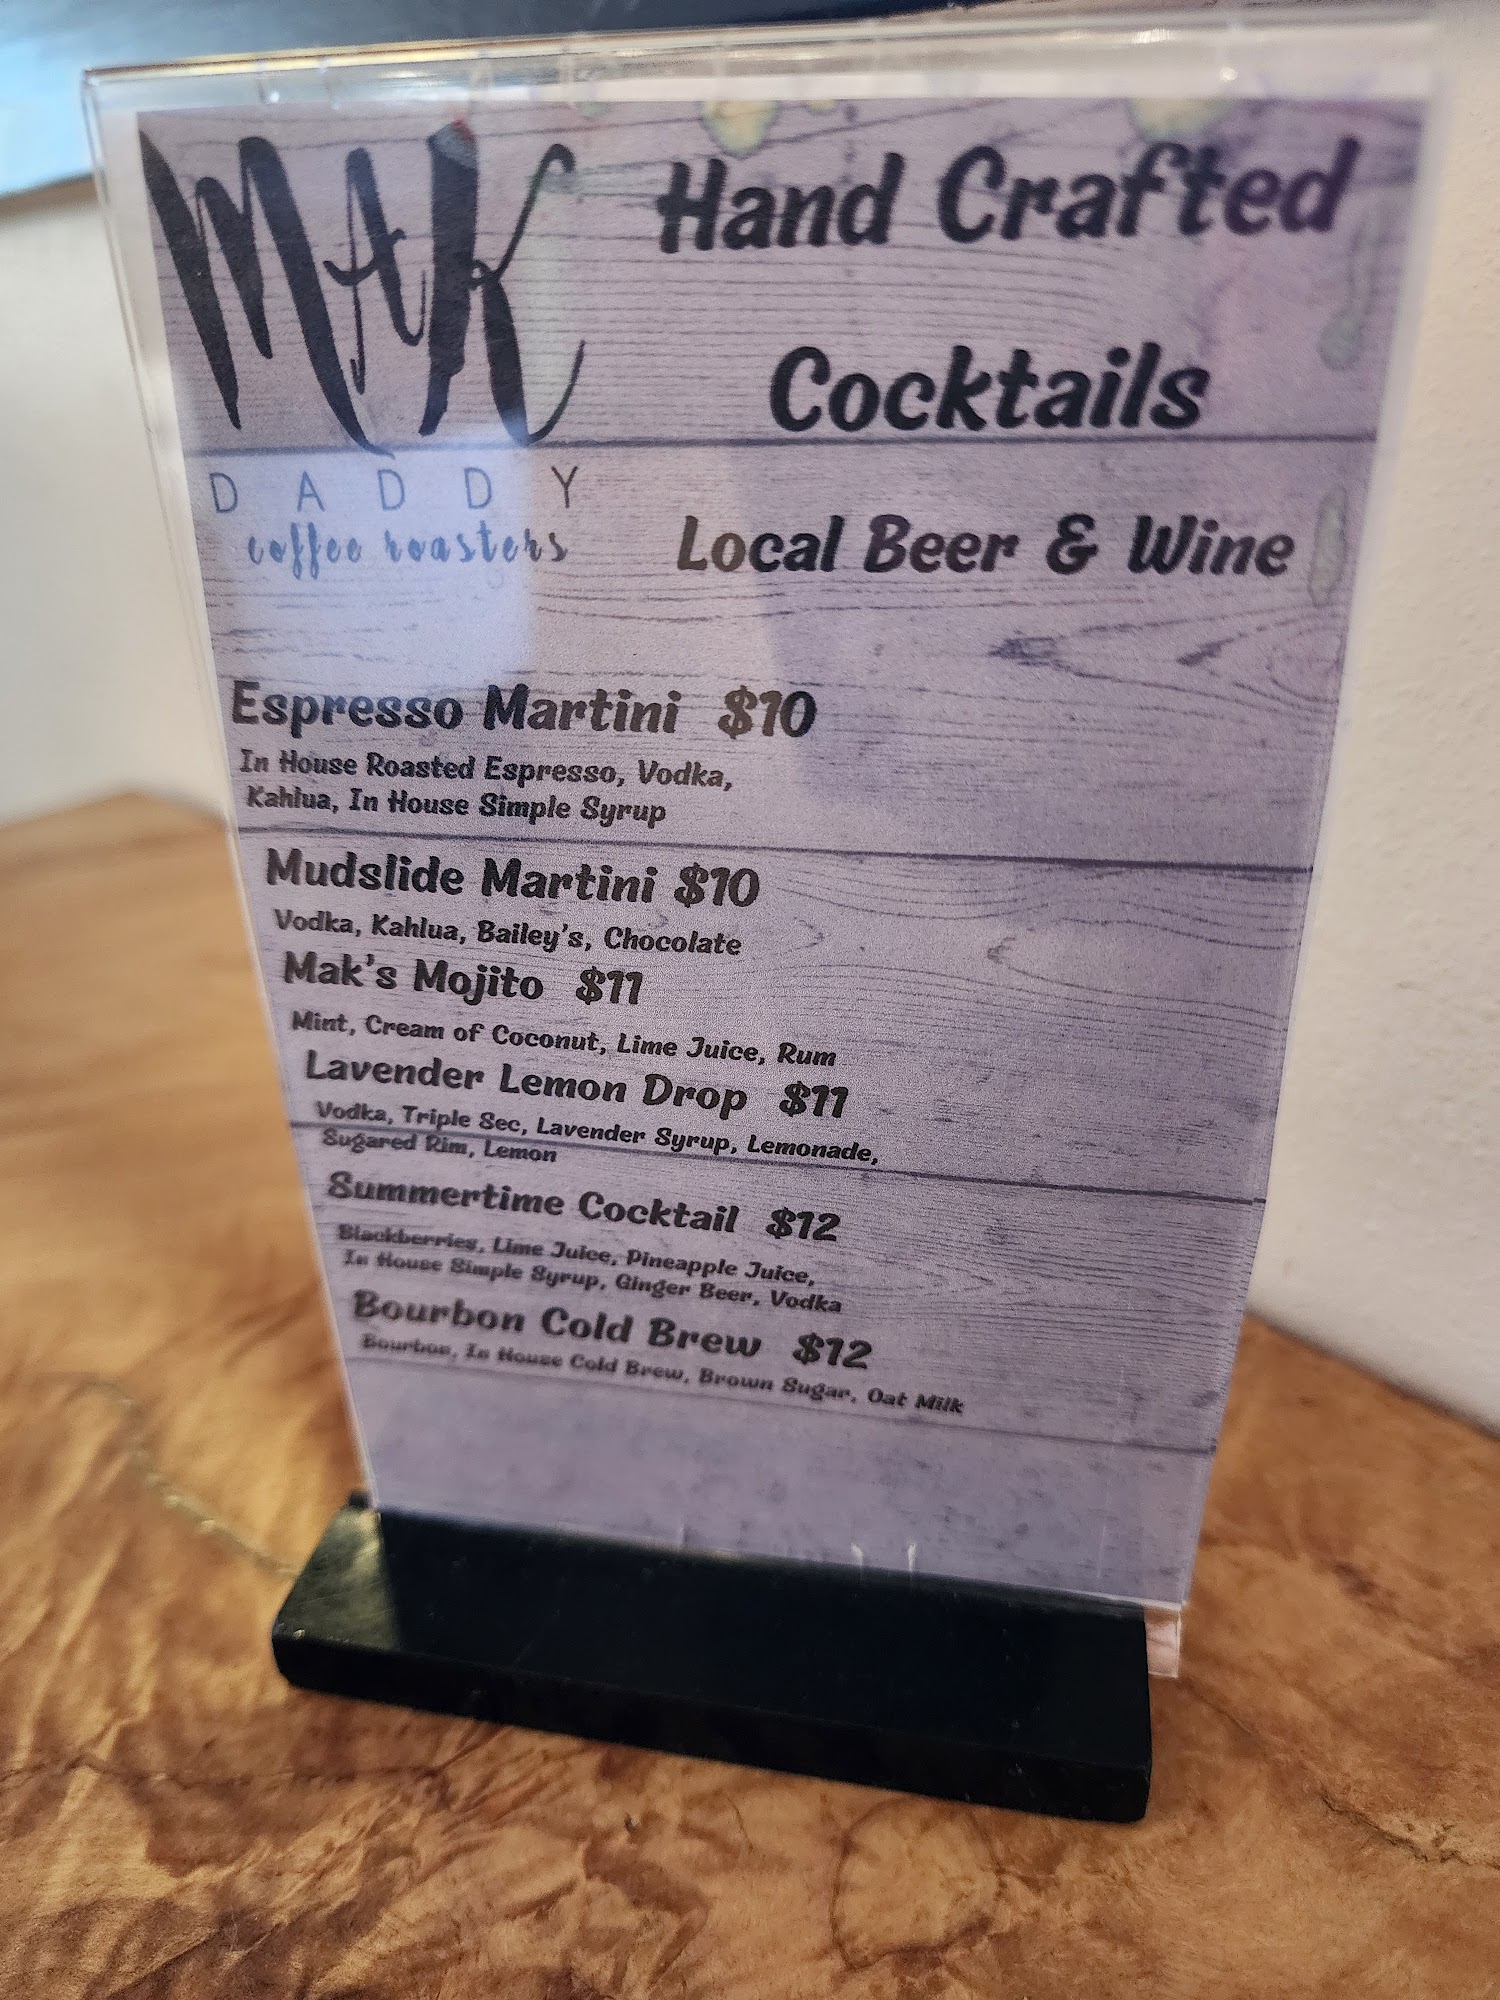 MAK
DADDY
coffee roasters
Hand Crafted
Cocktails
Local Beer & Wine
Espresso Martini $10
In House Roasted Espresso, Vodka,
Kahlua, In House Simple Syrup
Mudslide Martini $10
Vodka, Kahlua, Bailey's, Chocolate
Mak's Mojito $11
Mint, Cream of Coconut, Lime Juice, Rum
Lavender Lemon Drop $11
Vodka, Triple Sec, Lavender Syrup, Lemonade,
Sugared Rim, Lemon
Summertime Cocktail $12
Blackberries, Lime Juice, Pineapple Juice,
In House Simple Syrup, Ginger Beer, Vodka
Bourbon Cold Brew $12
Bourbon, In House Cold Brew, Brown Sugar, Oat Milk